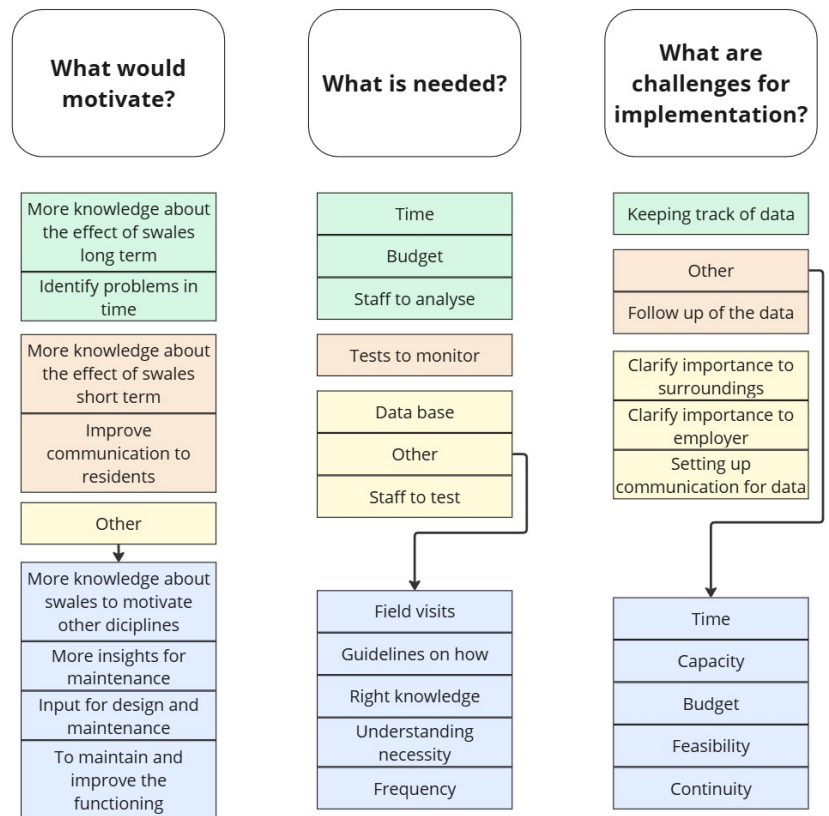 What would
motivate?
More knowledge about
the effect of swales
long term
Identify problems in
time
More knowledge about
the effect of swales
short term
Improve
communication to
residents
Other
More knowledge about
swales to motivate
other diciplines
More insights for
maintenance
Input for design and
maintenance
To maintain and
improve the
functioning
What is needed?
Time
Budget
Staff to analyse
Tests to monitor
Data base
Other
Staff to test
Field visits
Guidelines on how
Right knowledge
Understanding
necessity
Frequency
What are
challenges for
implementation?
Keeping track of data
Other
Follow up of the data
Clarify importance to
surroundings
Clarify importance to
employer
Setting up
communication for data
Time
Capacity
Budget
Feasibility
Continuity